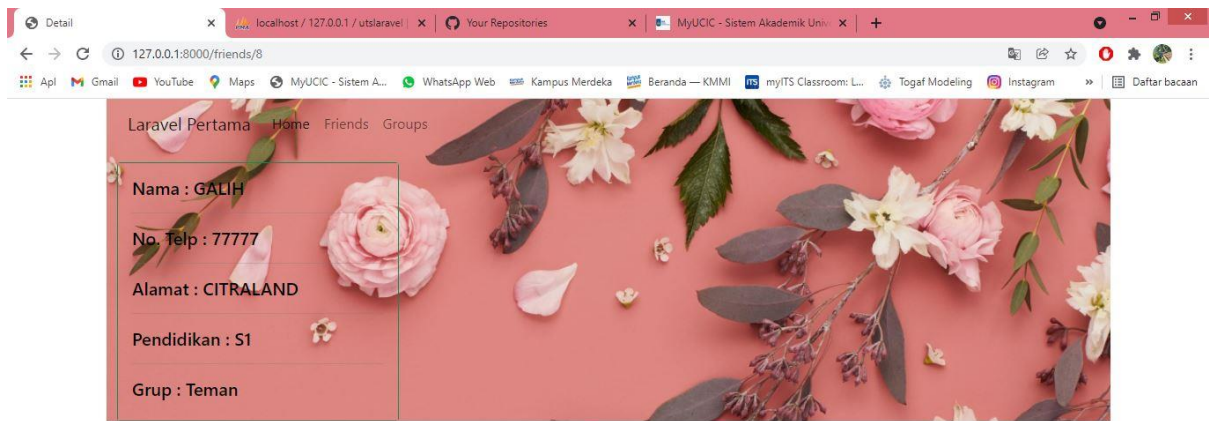 Detail
localhost / 127.0.0.1 / utslaravel |
Your Repositories
MyUCIC - Sistem Akademik Univ
127.0.0.1:8000/friends/8
Apl Gmail YouTube Maps MyUCIC - Sistem A... WhatsApp Web Kampus Merdeka Beranda — KMMI ITS myITS Classroom: L... Togaf Modeling Instagram » Daftar bacaan
Laravel Pertama Home Friends Groups
Nama : GALIH
No. Telp : 77777
Alamat : CITRALAND
Pendidikan : S1
Grup : Teman